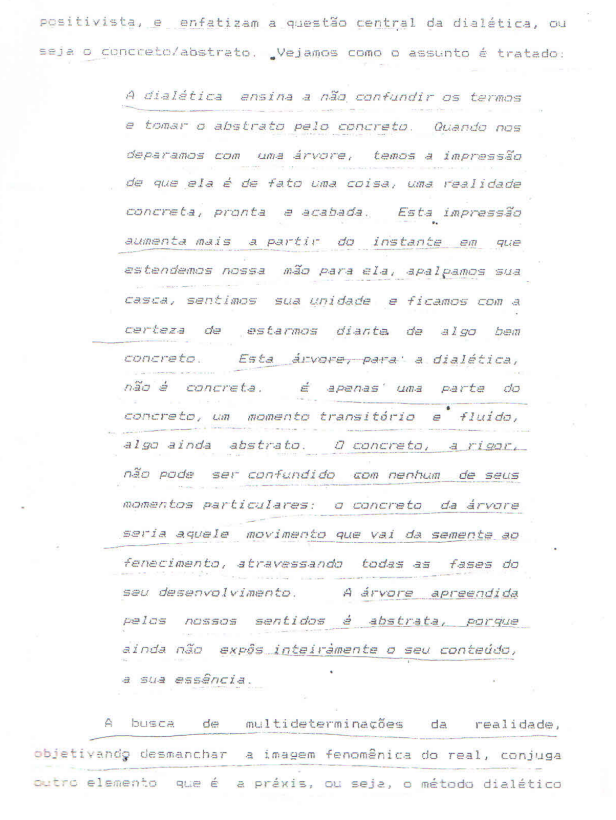 positivista, e enfatizam a questão central da dialética, ou
seja o concreto/abstrato. Vejamos como o assunto é tratado:
A dialética ensina a não confundir os termos
e tomar o abstrato pelo concreto. Quando nos
deparamos com uma árvore, temos a impressão
de que ela é de fato uma coisa, uma realidade
concreta, pronta e acabada. Esta impressão
aumenta mais a partir do instante em que
estendemos nossa mão para ela, apalpamos sua
casca, sentimos sua unidade e ficamos com a
certeza de estarmos diante de algo bem
concreto. Esta árvore, para a dialética,
não é concreta. É apenas uma parte do
concreto, um momento transitório e fluido,
algo ainda abstrato. O concreto, a rigor,
não pode ser confundido com nenhum de seus
momentos particulares: o concreto da árvore
seria aquele movimento que vai da semente ao
fenecimento, atravessando todas as fases do
seu desenvolvimento. A árvore apreendida
pelos nossos sentidos é abstrata, porque
ainda não expôs inteiramente o seu conteúdo,
a sua essência.
A busca de multideterminações da realidade,
objetivando desmanchar a imagem fenomênica do real, conjuga
outro elemento que é a práxis, ou seja, o método dialético